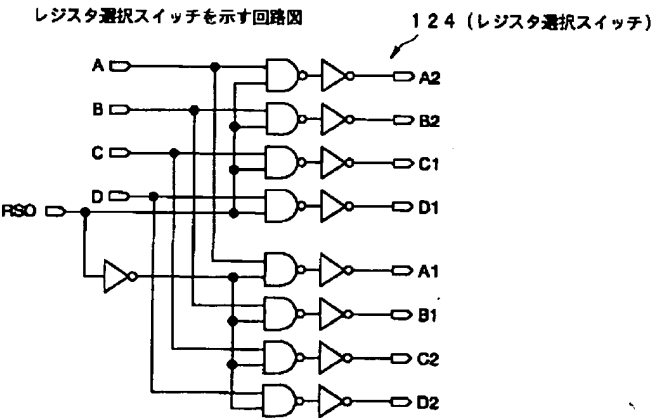 レジスタ選択スイッチを示す回路図
124 (レジスタ選択スイッチ)
A
A2
B
B2
C
C1
D
D1
RSO
A1
B1
C2
D2